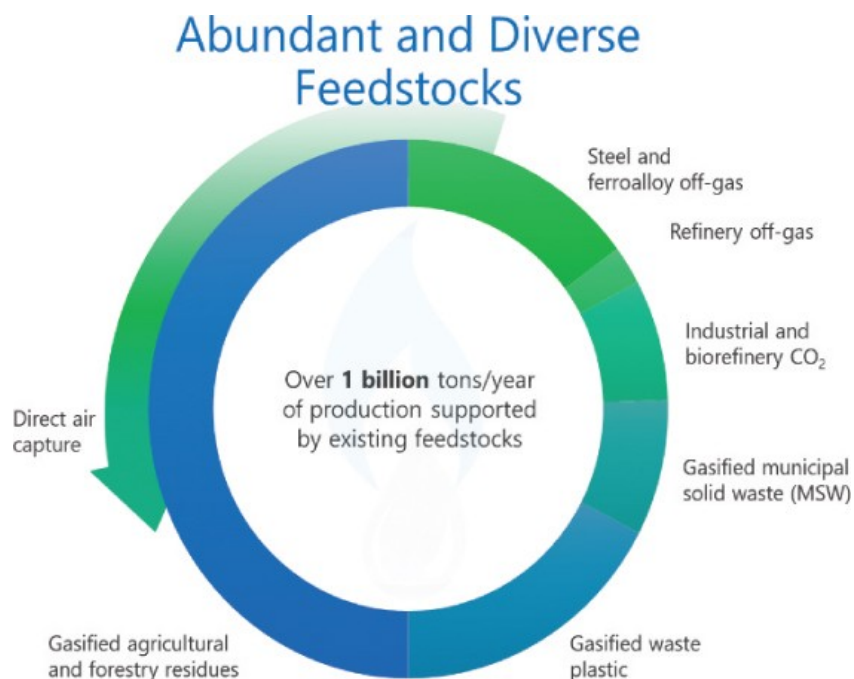 Abundant and Diverse
Feedstocks
Steel and
ferroalloy off-gas
Refinery off-gas
Industrial and
biorefinery CO₂
Over 1 billion tons/year
of production supported
by existing feedstocks
Direct air
capture
Gasified municipal
solid waste (MSW)
Gasified agricultural
and forestry residues
Gasified waste
plastic